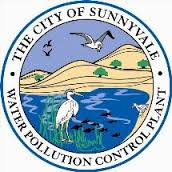 THE CITY OF SUNNYVALE
WATER POLLUTION CONTROL PLANT